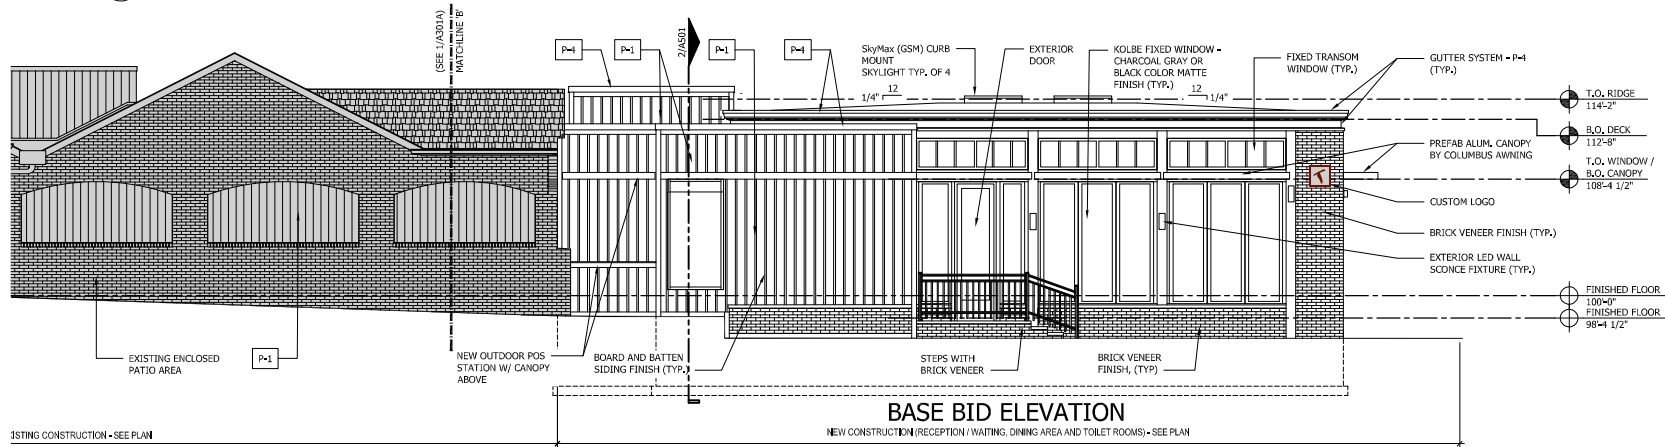 (SEE 1/A301A)
MATCHLINE 'B'
P-4
P-1
2/A501
P-1
P-4
SkyMax (GSM) CURB
MOUNT
SKYLIGHT TYP. OF 4
12
1/4"
EXTERIOR
DOOR
KOLBE FIXED WINDOW -
CHARCOAL GRAY OR
BLACK COLOR MATTE
FINISH (TYP.)
12
1/4"
FIXED TRANSOM
WINDOW (TYP.)
GUTTER SYSTEM - P-4
(TYP.)
T.O. RIDGE
114'-2"
B.O. DECK
112'-8"
PREFAB ALUM. CANOPY
BY COLUMBUS AWNING
T.O. WINDOW /
B.O. CANOPY
108'-4 1/2"
CUSTOM LOGO
BRICK VENEER FINISH (TYP.)
EXTERIOR LED WALL
SCONCE FIXTURE (TYP.)
FINISHED FLOOR
100'-0"
FINISHED FLOOR
98'-4 1/2"
EXISTING ENCLOSED
PATIO AREA
P-1
NEW OUTDOOR POS
STATION W/ CANOPY
ABOVE
BOARD AND BATTEN
SIDING FINISH (TYP.)
STEPS WITH
BRICK VENEER
BRICK VENEER
FINISH, (TYP)
BASE BID ELEVATION
ISTING CONSTRUCTION - SEE PLAN
NEW CONSTRUCTION (RECEPTION / WAITING, DINING AREA AND TOILET ROOMS) - SEE PLAN